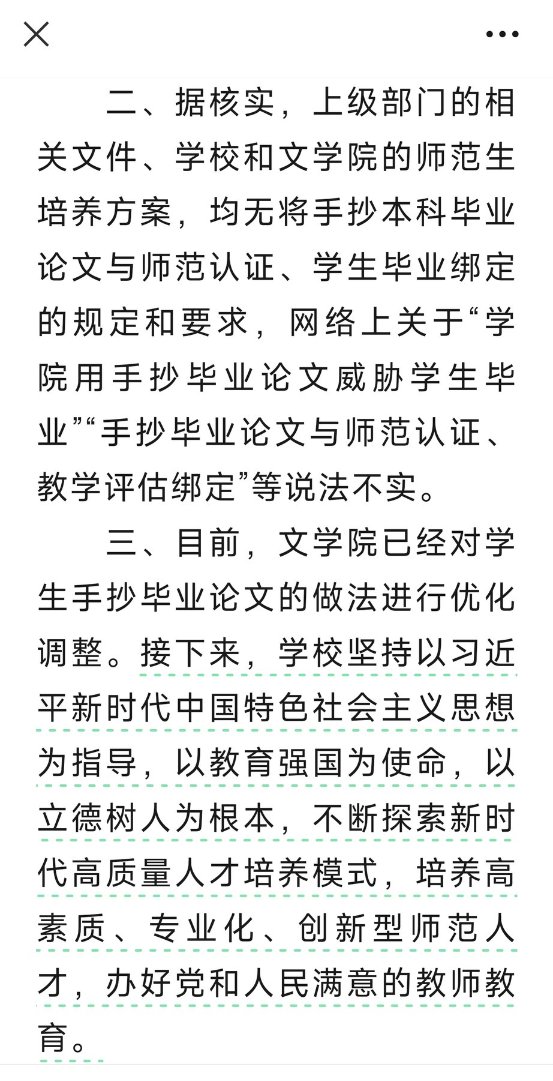 二、据核实，上级部门的相
关文件、学校和文学院的师范生
培养方案，均无将手抄本科毕业
论文与师范认证、学生毕业绑定
的规定和要求，网络上关于“学
院用手抄毕业论文威胁学生毕
业”“手抄毕业论文与师范认证、
教学评估绑定”等说法不实。
三、目前，文学院已经对学
生手抄毕业论文的做法进行优化
调整。接下来，学校坚持以习近
平新时代中国特色社会主义思想
为指导，以教育强国为使命，以
立德树人为根本，不断探索新时
代高质量人才培养模式，培养高
素质、专业化、创新型师范人
才，办好党和人民满意的教师教
育。